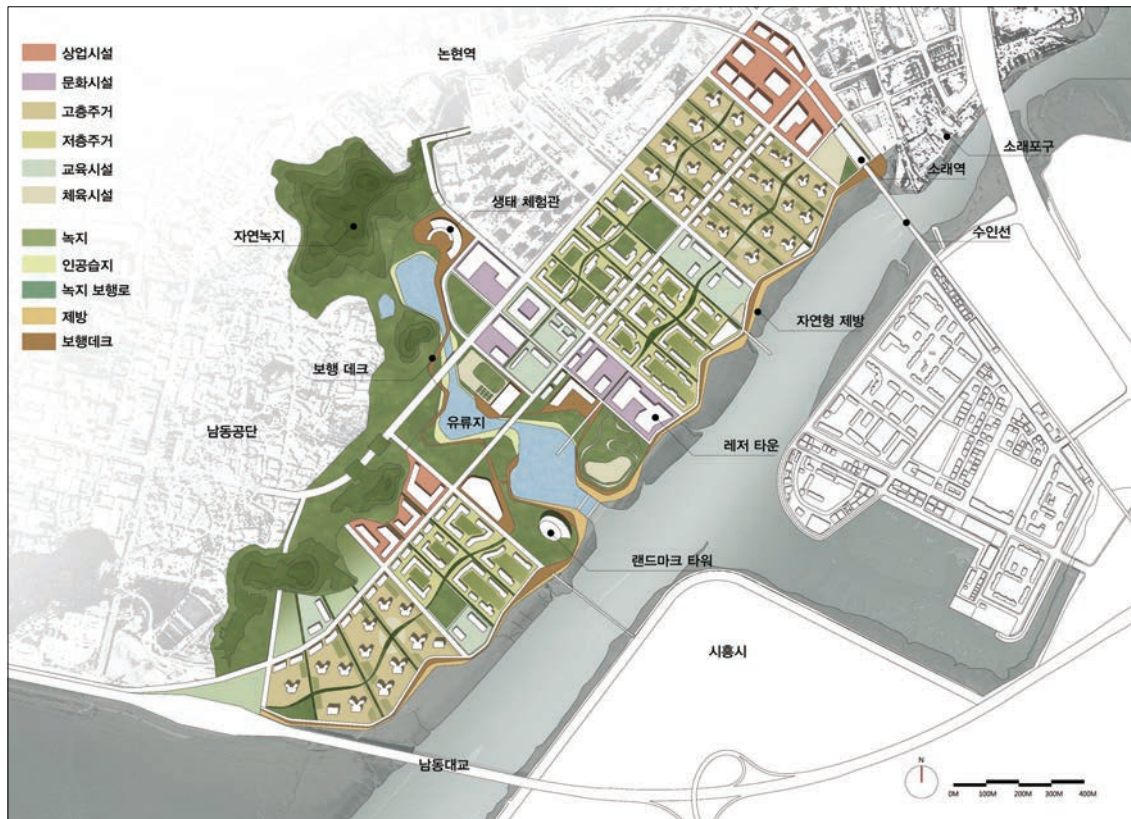 상업시설
문화시설
고층주거
저층주거
교육시설
체육시설
녹지
인공습지
녹지 보행로
제방
보행데크
논현역
소래포구
소래역
생태 체험관
자연녹지
수인선
자연형 제방
보행 데크
유류지
남동공단
레저 타운
랜드마크 타워
시흥시
남동대교
N
0M 100M 200M 300M 400M